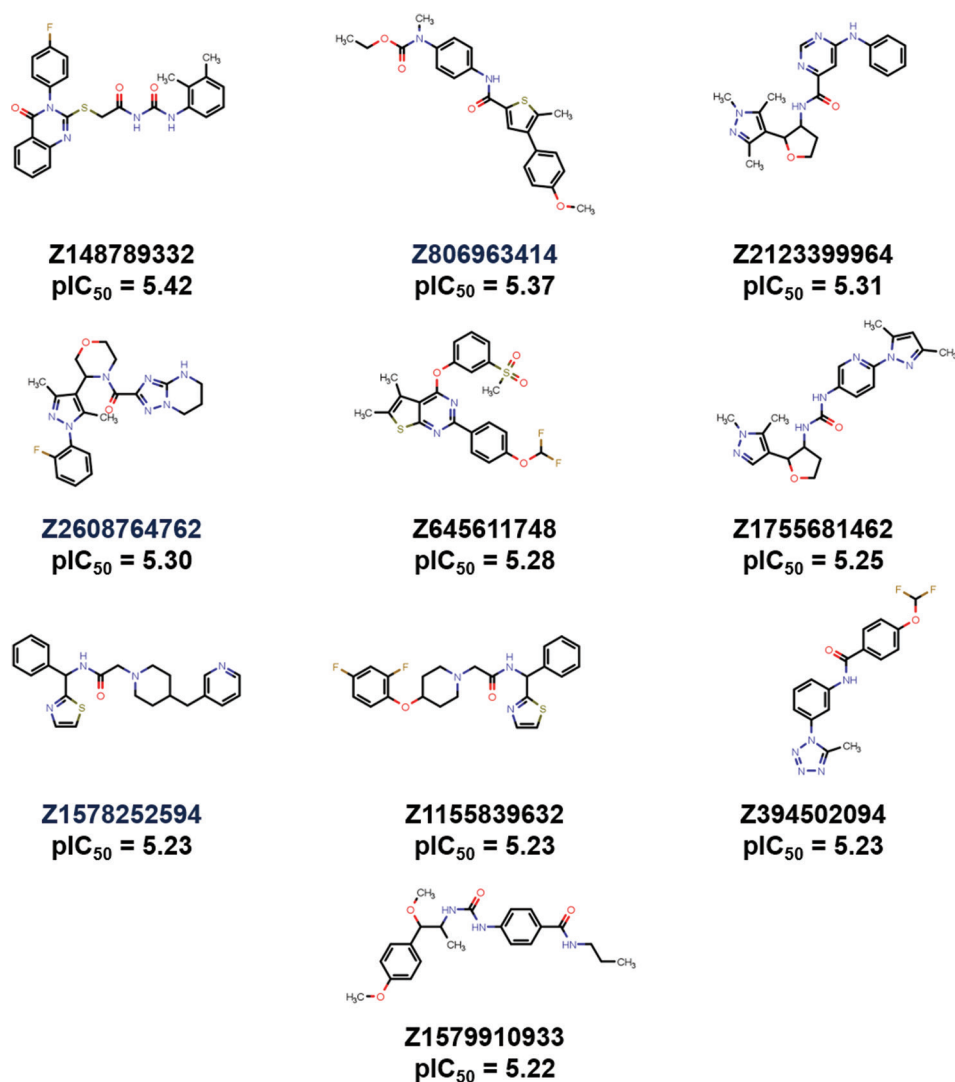 Z148789332
pIC50 = 5.42
Z806963414
pIC50 = 5.37
Z2123399964
pIC50 = 5.31
Z2608764762
pIC50 = 5.30
Z645611748
pIC50 = 5.28
Z1755681462
pIC50 = 5.25
Z1578252594
pIC50 = 5.23
Z1155839632
pIC50 = 5.23
Z394502094
pIC50 = 5.23
Z1579910933
pIC50 = 5.22